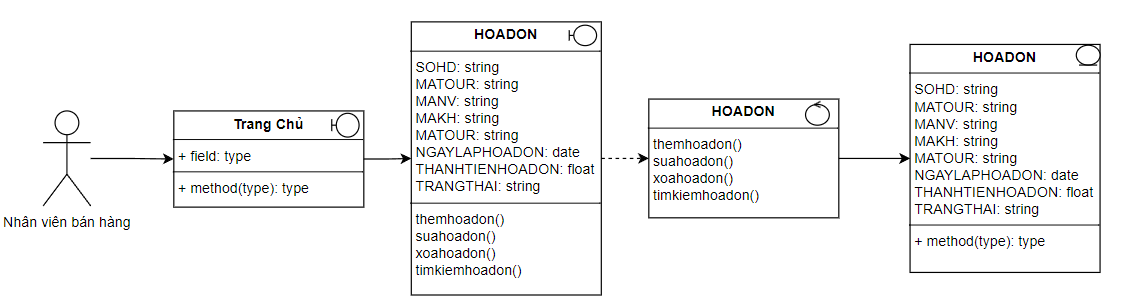 Nhân viên bán hàng
Trang Chủ
+ field: type
+ method(type): type
HOADON
SOHD: string
MATOUR: string
MANV: string
MAKH: string
MATOUR: string
NGAYLAPHOADON: date
THANHTIENHOADON: float
TRANGTHAI: string
themhoadon()
suahoadon()
xoahoadon()
timkiemhoadon()
HOADON
themhoadon()
suahoadon()
xoahoadon()
timkiemhoadon()
HOADON
SOHD: string
MATOUR: string
MANV: string
MAKH: string
MATOUR: string
NGAYLAPHOADON: date
THANHTIENHOADON: float
TRANGTHAI: string
+ method(type): type